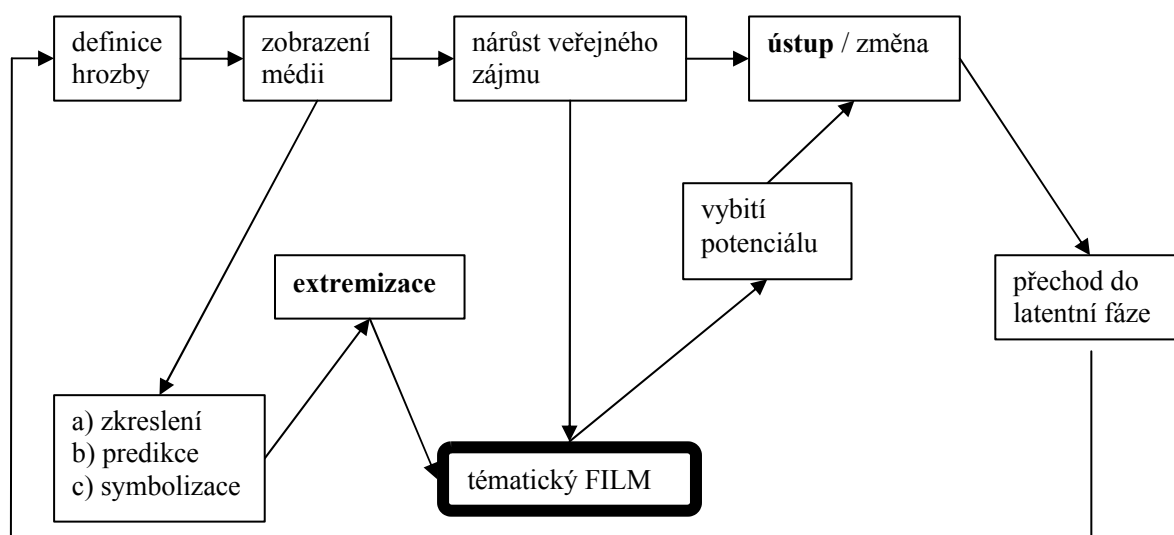 definice
hrozby
zobrazení
médii
nárůst veřejného
zájmu
ústup / změna
vybití
potenciálu
extremizace
přechod do
latentní fáze
a) zkreslení
b) predikce
c) symbolizace
tématický FILM